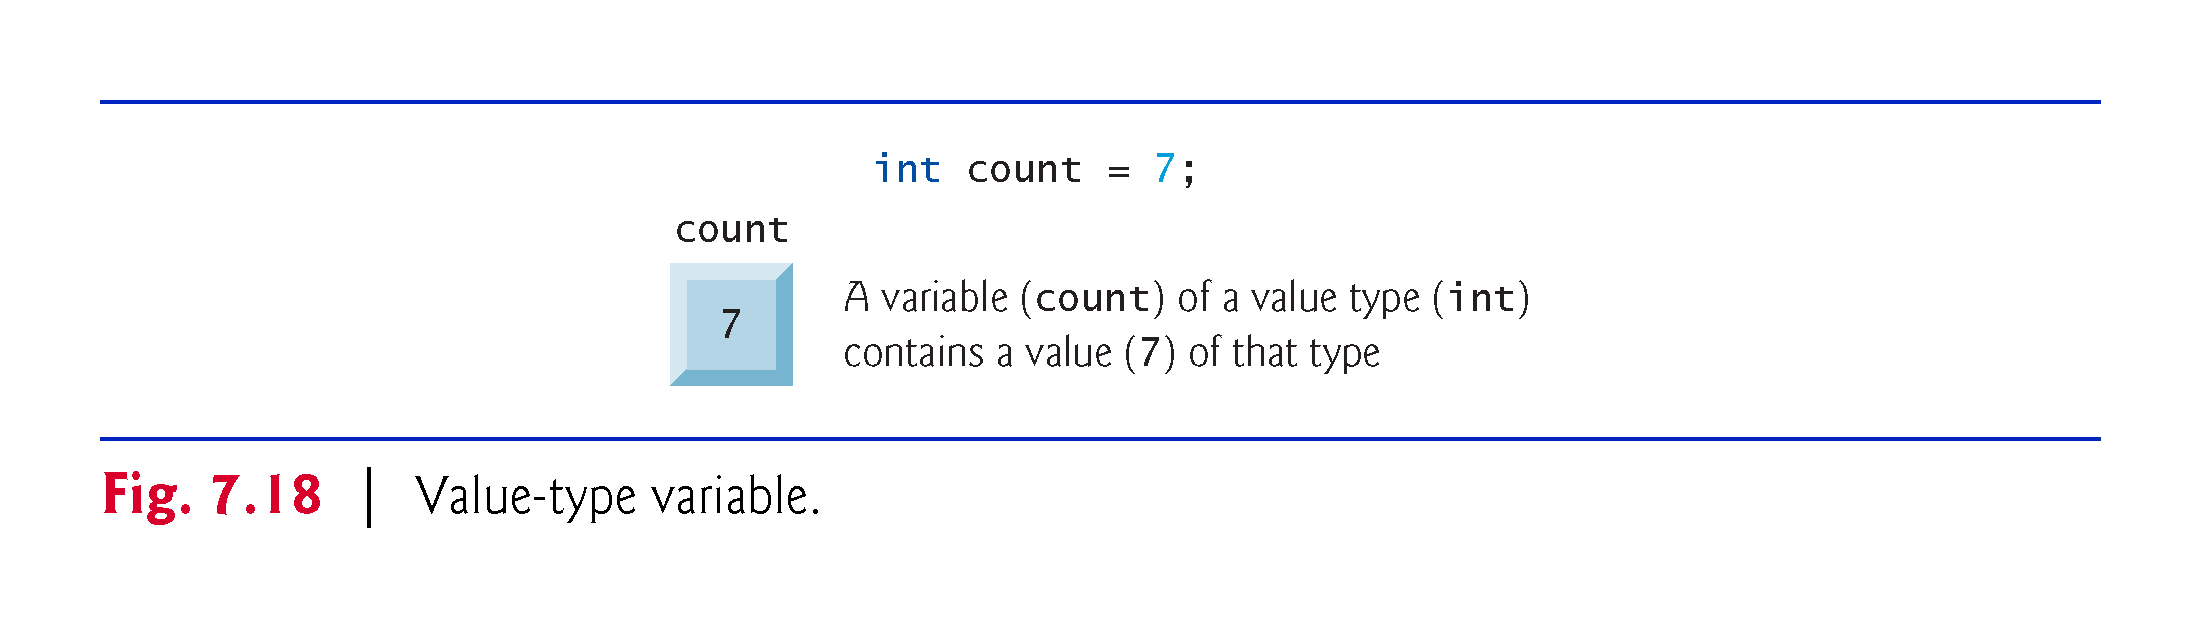 int count = 7;
count
7
A variable (count) of a value type (int)
contains a value (7) of that type
Fig. 7.18 | Value-type variable.